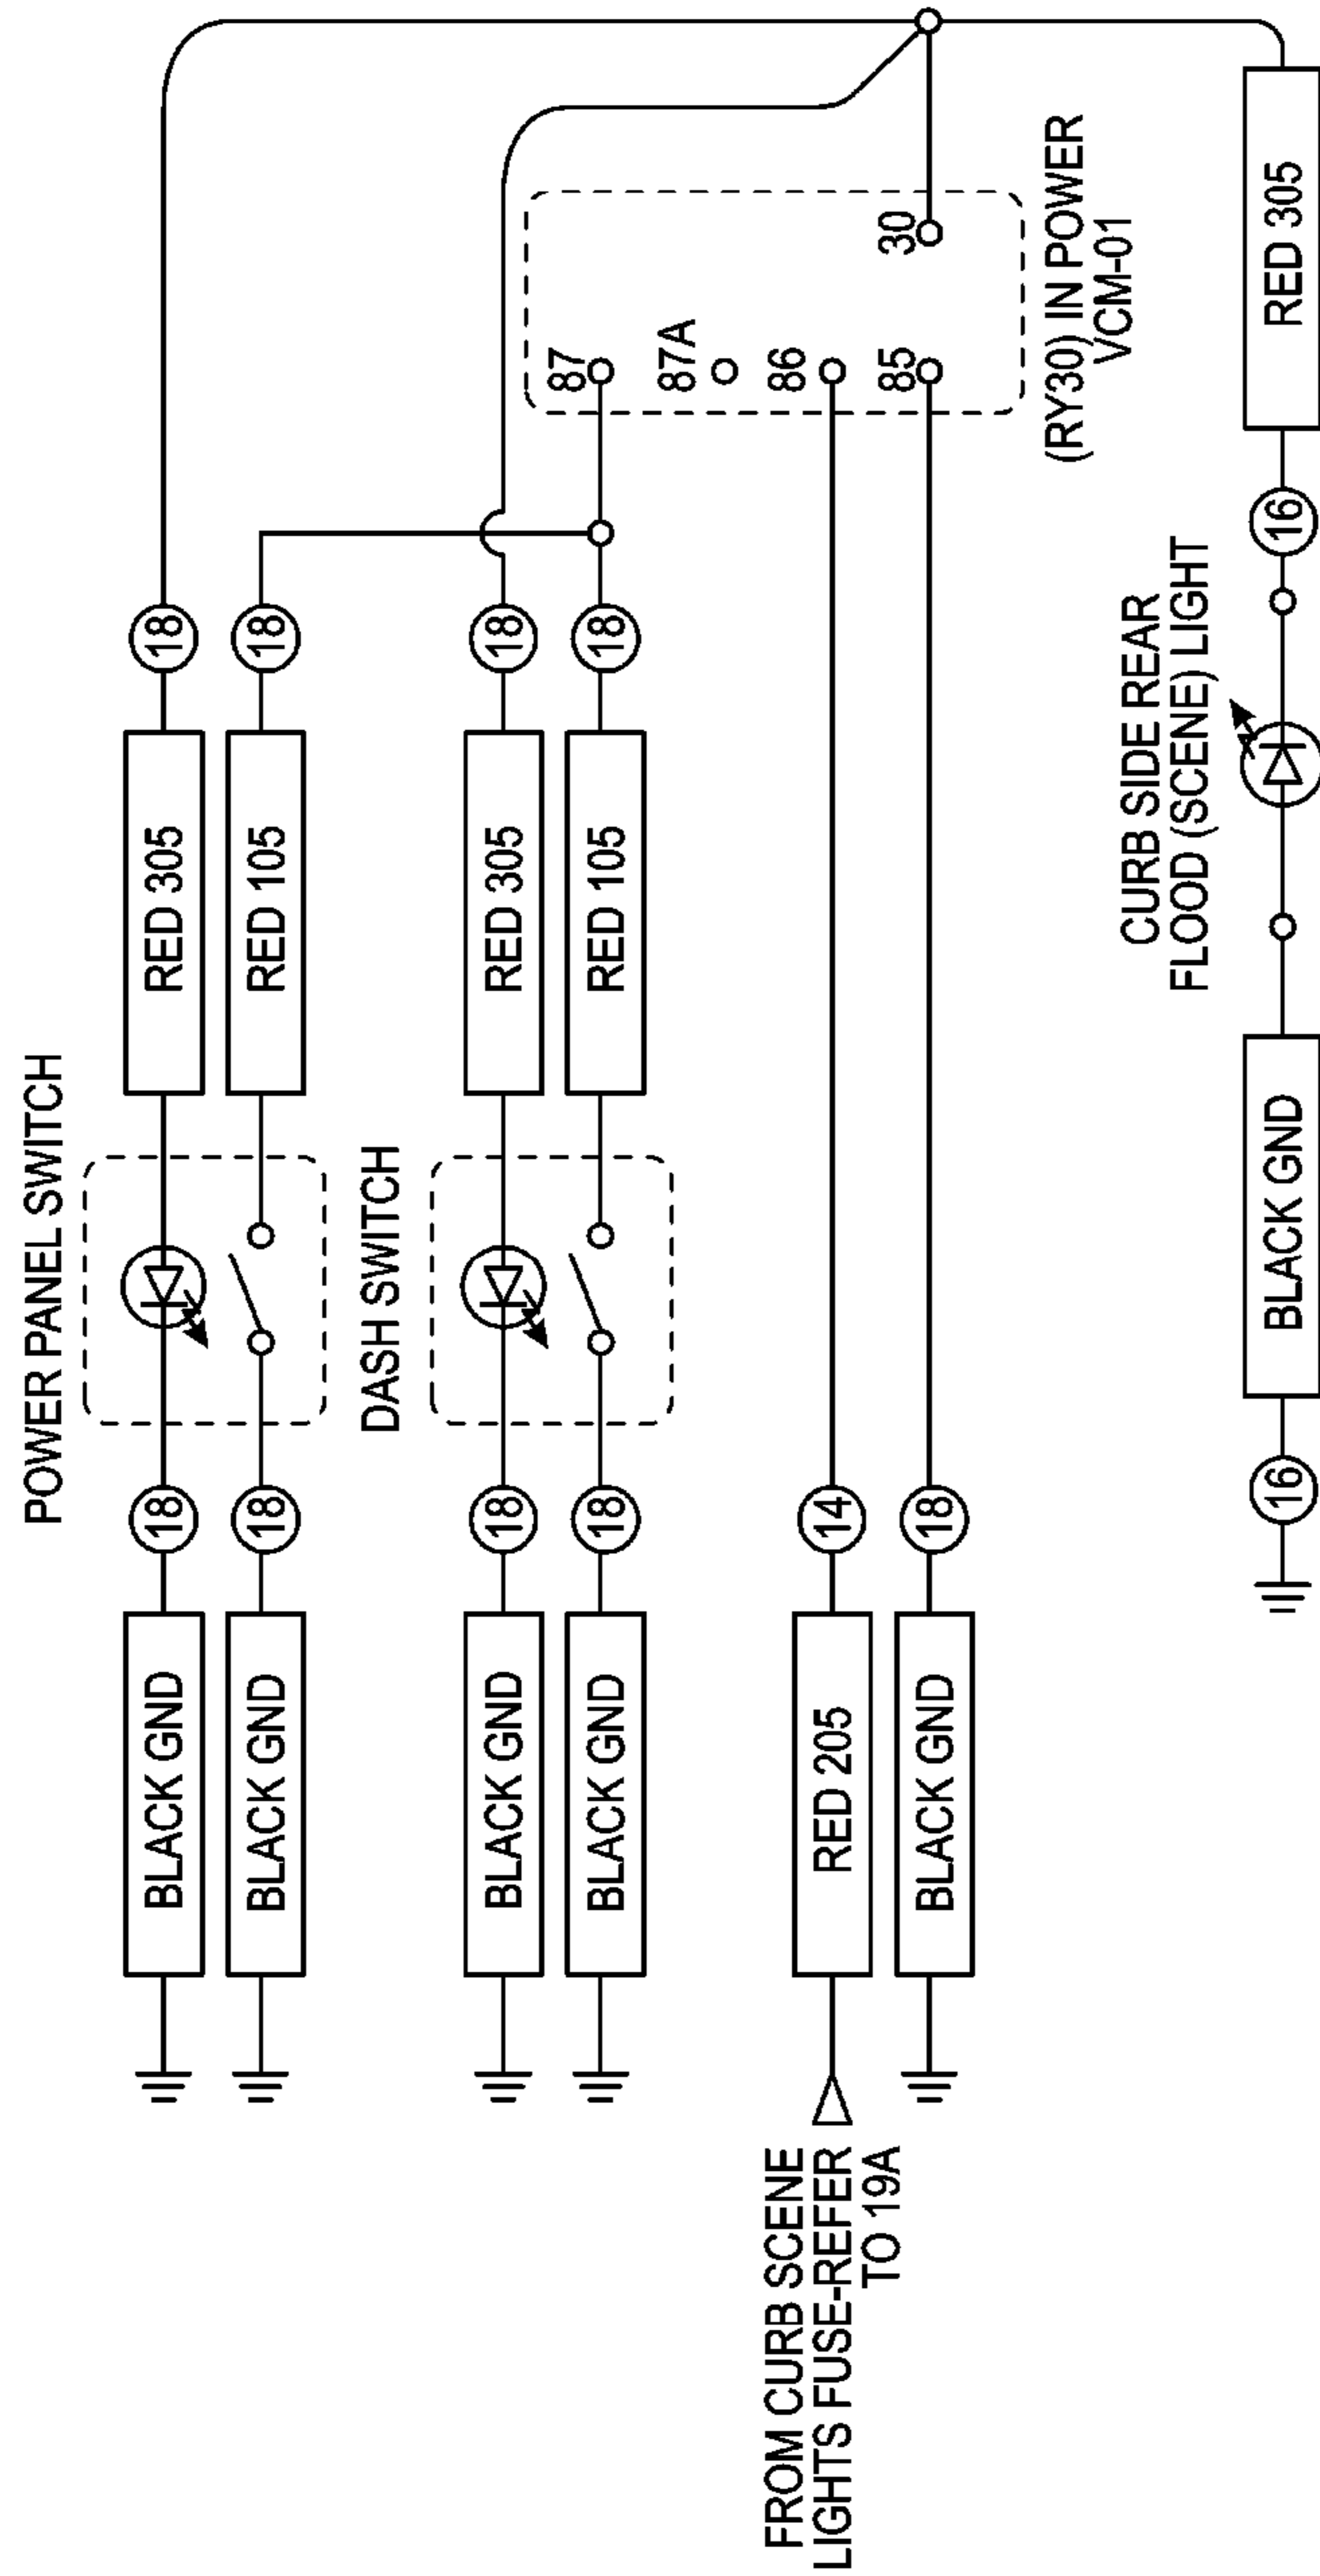 POWER PANEL SWITCH
BLACK GND
18
18
RED 305
BLACK GND
18
18
RED 105
DASH SWITCH
BLACK GND
18
18
RED 305
BLACK GND
18
18
RED 105
87
87A
86
85
30
(RY30) IN POWER
VCM-01
FROM CURB SCENE
LIGHTS FUSE-REFER
TO 19A
RED 205
14
BLACK GND
18
CURB SIDE REAR
FLOOD (SCENE) LIGHT
16
BLACK GND
16
RED 305